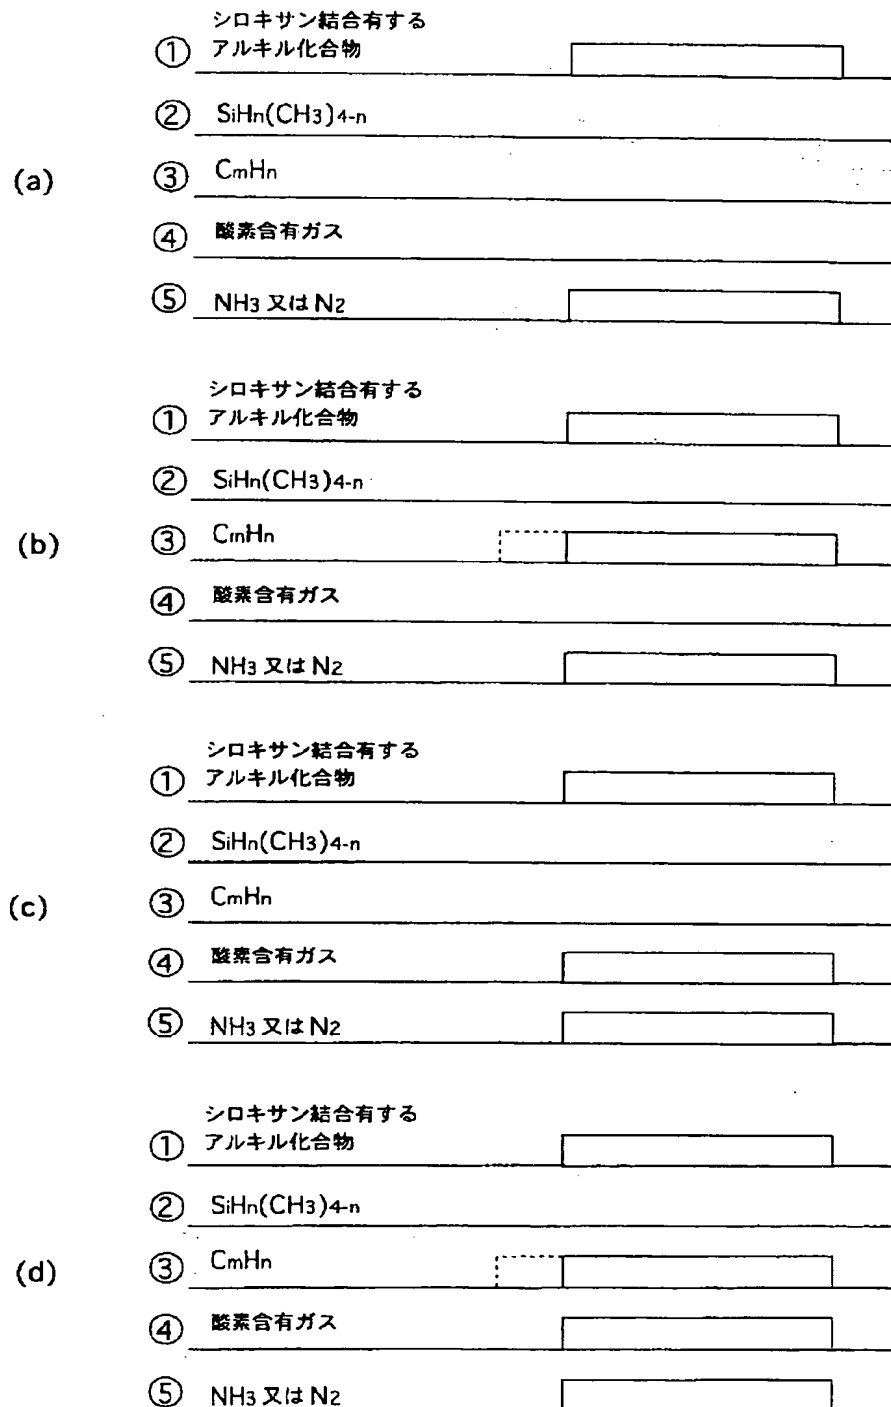 シロキサン結合有する
① アルキル化合物
② SiHn(CH3)4-n
(a)
③ CmHn
④ 酸素含有ガス
⑤ NH3 又は N2
シロキサン結合有する
① アルキル化合物
② SiHn(CH3)4-n
(b)
③ CmHn
④ 酸素含有ガス
⑤ NH3 又は N2
シロキサン結合有する
① アルキル化合物
② SiHn(CH3)4-n
(c)
③ CmHn
④ 酸素含有ガス
⑤ NH3 又は N2
シロキサン結合有する
① アルキル化合物
② SiHn(CH3)4-n
(d)
③ CmHn
④ 酸素含有ガス
⑤ NH3 又は N2